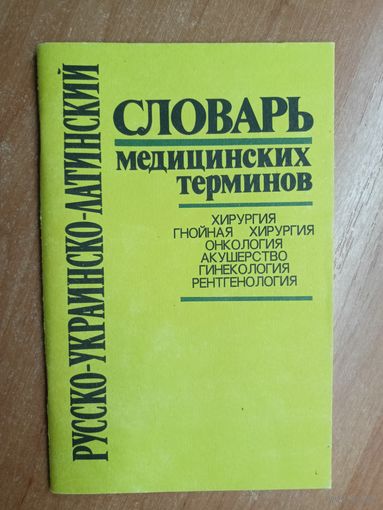 РУССКО-УКРАИНСКО-ЛАТИНСКИЙ
СЛОВАРЬ
МЕДИЦИНСКИХ
ТЕРМИНОВ
ХИРУРГИЯ
ГНОЙНАЯ ХИРУРГИЯ
ОНКОЛОГИЯ
АКУШЕРСТВО
ГИНЕКОЛОГИЯ
РЕНТГЕНОЛОГИЯ